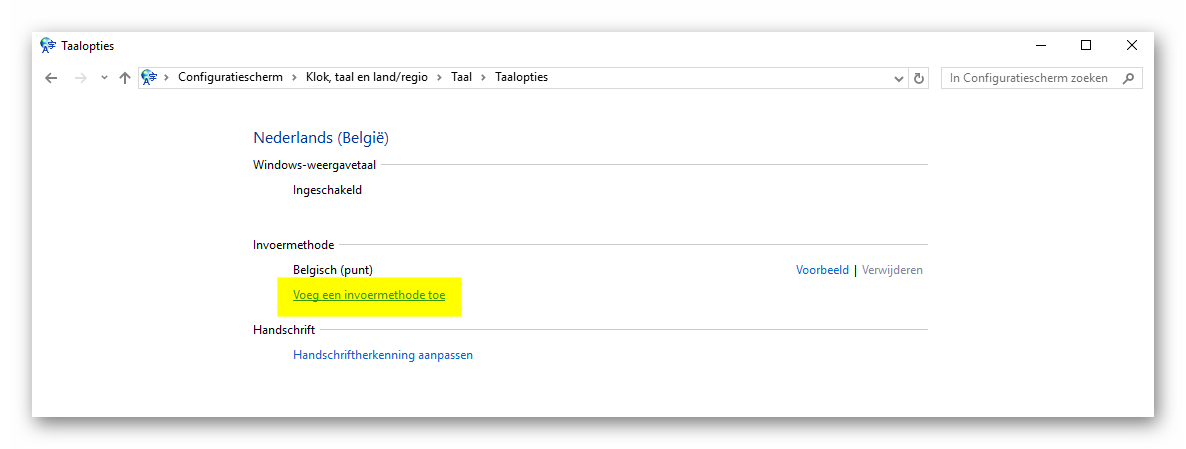 Taalopties
Configuratiescherm > Klok, taal en land/regio > Taal > Taalopties
In Configuratiescherm zoeken
Nederlands (België)
Windows-weergavetaal
Ingeschakeld
Invoermethode
Belgisch (punt) Voorbeeld | Verwijderen
Voeg een invoermethode toe
Handschrift
Handschriftherkenning aanpassen